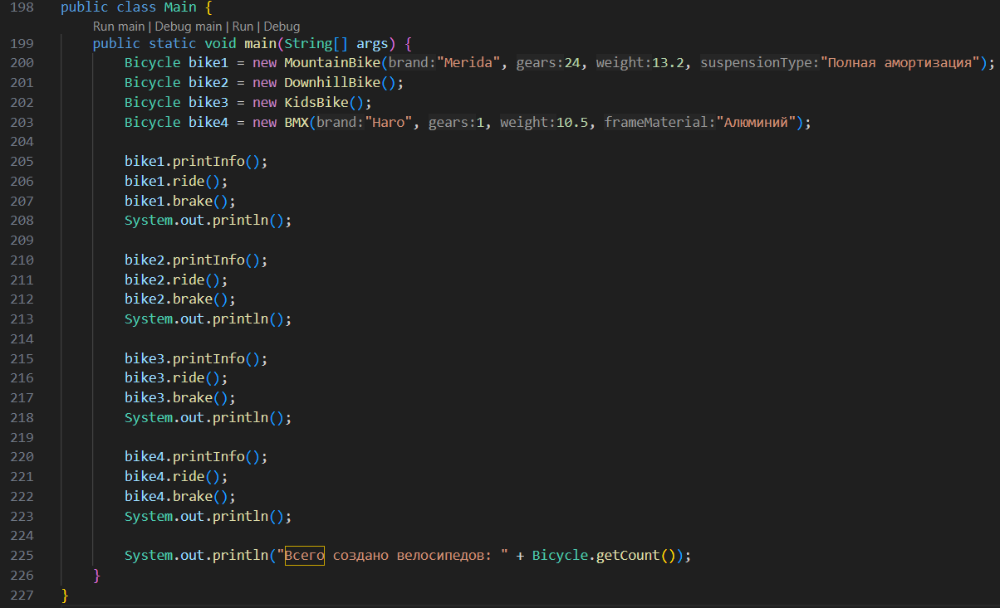 198 public class Main {
Run main | Debug main | Run | Debug
199 public static void main(String[] args) {
200 Bicycle bike1 = new MountainBike(brand:"Merida", gears:24, weight:13.2, suspensionType:"Полная амортизация");
201 Bicycle bike2 = new DownhillBike();
202 Bicycle bike3 = new KidsBike();
203 Bicycle bike4 = new BMX(brand:"Haro", gears:1, weight:10.5, frameMaterial:"Алюминий");
204
205 bike1.printInfo();
206 bike1.ride();
207 bike1.brake();
208 System.out.println();
209
210 bike2.printInfo();
211 bike2.ride();
212 bike2.brake();
213 System.out.println();
214
215 bike3.printInfo();
216 bike3.ride();
217 bike3.brake();
218 System.out.println();
219
220 bike4.printInfo();
221 bike4.ride();
222 bike4.brake();
223 System.out.println();
224
225 System.out.println("Всего создано велосипедов: " + Bicycle.getCount());
226 }
227 }